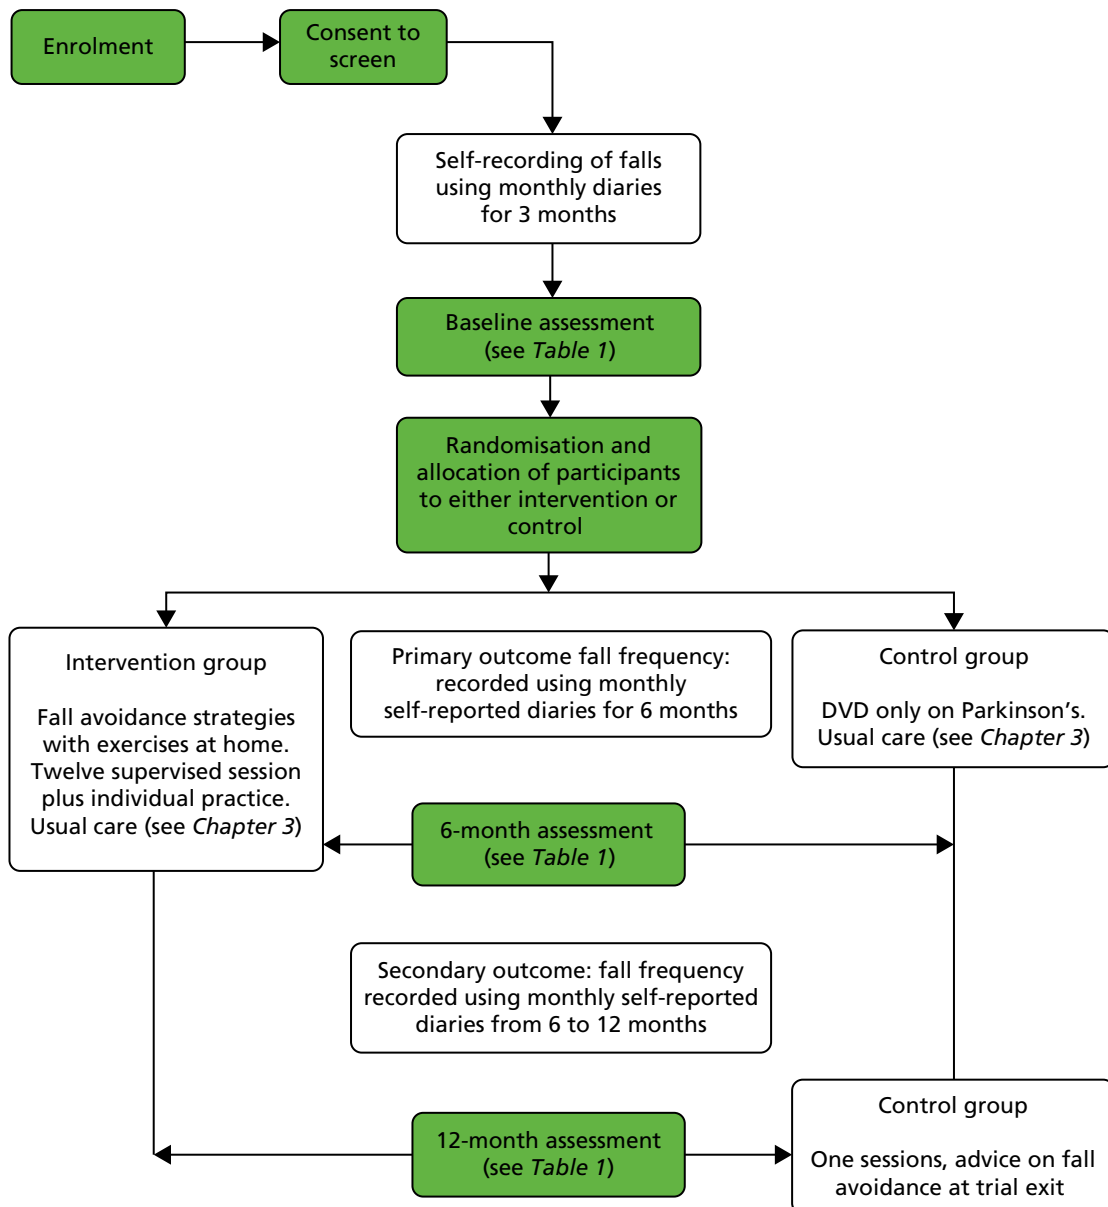 Enrolment
Consent to
screen
Self-recording of falls
using monthly diaries
for 3 months
Baseline assessment
(see Table 1)
Randomisation and
allocation of participants
to either intervention or
control
Intervention group
Fall avoidance strategies
with exercises at home.
Twelve supervised session
plus individual practice.
Usual care (see Chapter 3)
Primary outcome fall frequency:
recorded using monthly
self-reported diaries for 6 months
Control group
DVD only on Parkinson’s.
Usual care (see Chapter 3)
6-month assessment
(see Table 1)
Secondary outcome: fall frequency
recorded using monthly self-reported
diaries from 6 to 12 months
12-month assessment
(see Table 1)
Control group
One sessions, advice on fall
avoidance at trial exit